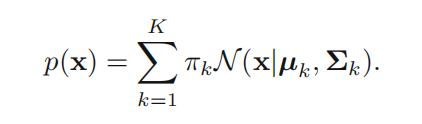 p(𝐱) = ∑_{k=1}^{K} π_k 𝒩(𝐱|𝛍_k, 𝚺_k).